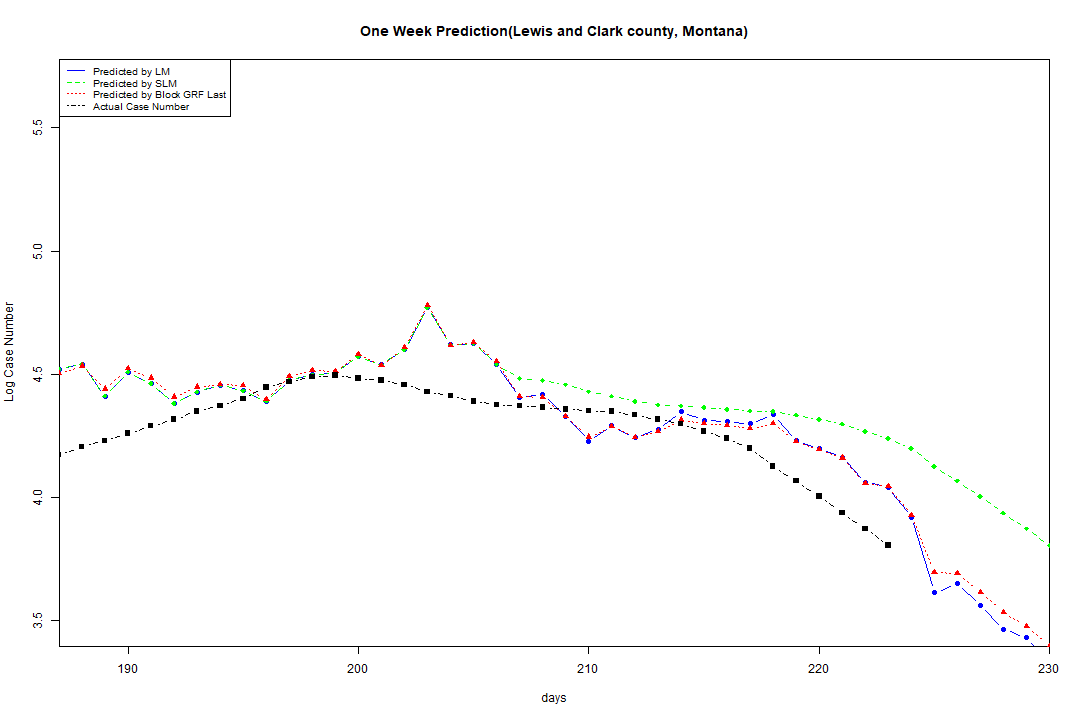 One Week Prediction(Lewis and Clark county, Montana)
Predicted by LM
Predicted by SLM
Predicted by Block GRF Last
Actual Case Number
5.5
5.0
4.5
4.0
3.5
Log Case Number
190
200
210
220
230
days